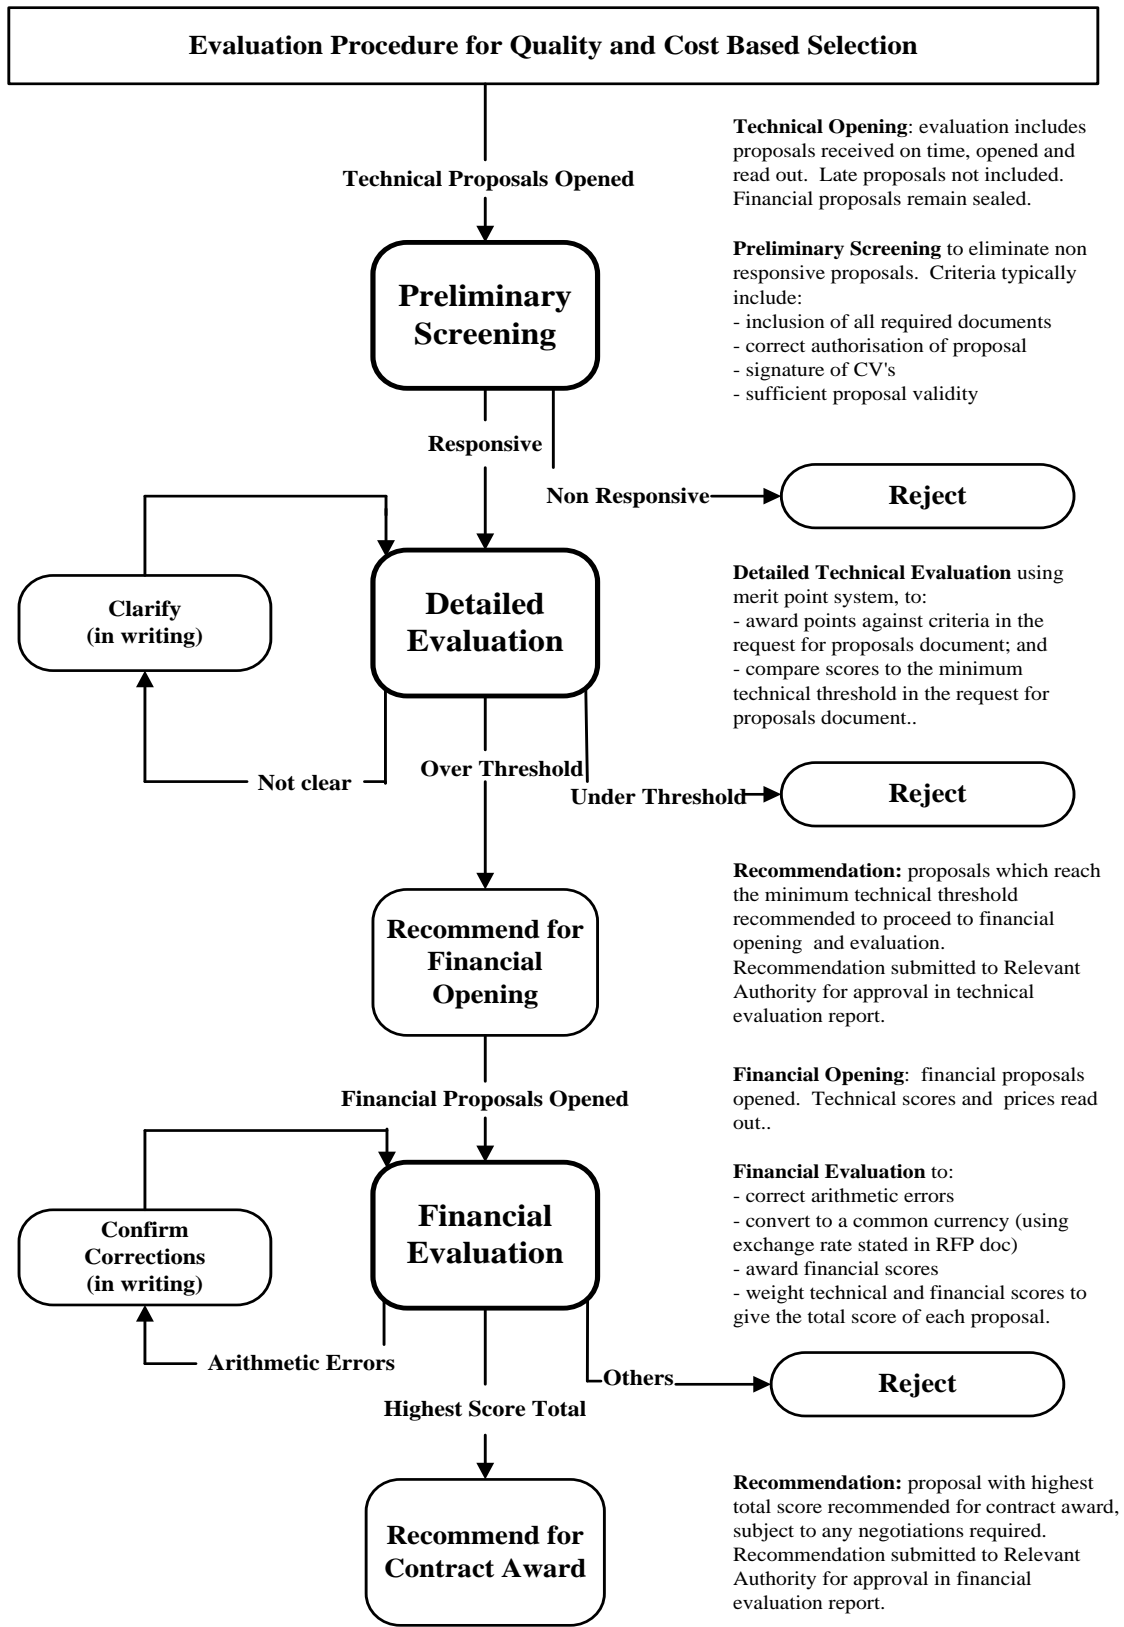 Evaluation Procedure for Quality and Cost Based Selection
Technical Proposals Opened
Technical Opening: evaluation includes
proposals received on time, opened and
read out.  Late proposals not included.
Financial proposals remain sealed.
Preliminary
Screening
Preliminary Screening to eliminate non
responsive proposals.  Criteria typically
include:
- inclusion of all required documents
- correct authorisation of proposal
- signature of CV's
- sufficient proposal validity
Responsive
Non Responsive
Reject
Clarify
(in writing)
Detailed
Evaluation
Detailed Technical Evaluation using
merit point system, to:
- award points against criteria in the
request for proposals document; and
- compare scores to the minimum
technical threshold in the request for
proposals document..
Not clear
Over Threshold
Under Threshold
Reject
Recommend for
Financial
Opening
Recommendation: proposals which reach
the minimum technical threshold
recommended to proceed to financial
opening  and evaluation.
Recommendation submitted to Relevant
Authority for approval in technical
evaluation report.
Financial Proposals Opened
Financial Opening:  financial proposals
opened.  Technical scores and  prices read
out..
Confirm
Corrections
(in writing)
Financial
Evaluation
Financial Evaluation to:
- correct arithmetic errors
- convert to a common currency (using
exchange rate stated in RFP doc)
- award financial scores
- weight technical and financial scores to
give the total score of each proposal.
Arithmetic Errors
Others
Reject
Highest Score Total
Recommend for
Contract Award
Recommendation: proposal with highest
total score recommended for contract award,
subject to any negotiations required.
Recommendation submitted to Relevant
Authority for approval in financial
evaluation report.